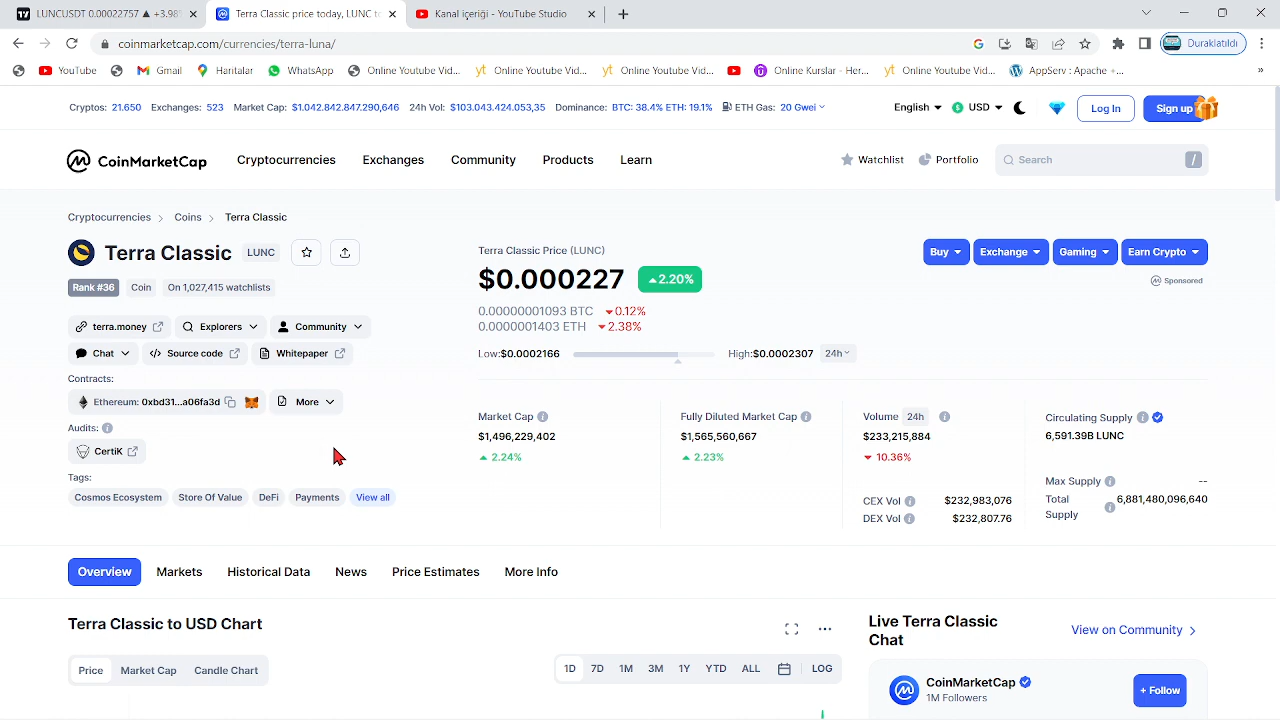 LUNCUSDT 0.00022757 ▲ +3.98%
Terra Classic price today, LUNC to
Kanal içeriği - YouTube Studio
coinmarketcap.com/currencies/terra-luna/
Duraklatıldı
YouTube
Gmail
Haritalar
WhatsApp
Online Youtube Vid...
Online Youtube Vid...
Online Youtube Vid...
Online Kurslar - Her...
Online Youtube Vid...
AppServ : Apache +...
»
Cryptos: 21.650 Exchanges: 523 Market Cap: $1.042.842.847.290,646 24h Vol: $103.043.424.053,35 Dominance: BTC: 38.4% ETH: 19.1% ETH Gas: 20 Gwei
English USD Log In Sign up
CoinMarketCap Cryptocurrencies Exchanges Community Products Learn Watchlist Portfolio Search /
Cryptocurrencies > Coins > Terra Classic
Terra Classic LUNC
Rank #36 Coin On 1,027,415 watchlists
terra.money Explorers Community
Chat Source code Whitepaper
Contracts:
Ethereum: 0xbd31...a06fa3d More
Audits:
CertiK
Tags:
Cosmos Ecosystem Store Of Value DeFi Payments View all
Terra Classic Price (LUNC)
$0.000227 2.20%
0.00000001093 BTC 0.12%
0.0000001403 ETH 2.38%
Low:$0.0002166 High:$0.0002307 24h
Buy Exchange Gaming Earn Crypto
Sponsored
Market Cap
$1,496,229,402
2.24%
Fully Diluted Market Cap
$1,565,560,667
2.23%
Volume 24h
$233,215,884
10.36%
CEX Vol $232,983,076
DEX Vol $232,807.76
Circulating Supply
6,591.39B LUNC
Max Supply --
Total Supply 6,881,480,096,640
Overview Markets Historical Data News Price Estimates More Info
Terra Classic to USD Chart
Price Market Cap Candle Chart
1D 7D 1M 3M 1Y YTD ALL LOG
Live Terra Classic
Chat
View on Community >
CoinMarketCap
1M Followers
+ Follow